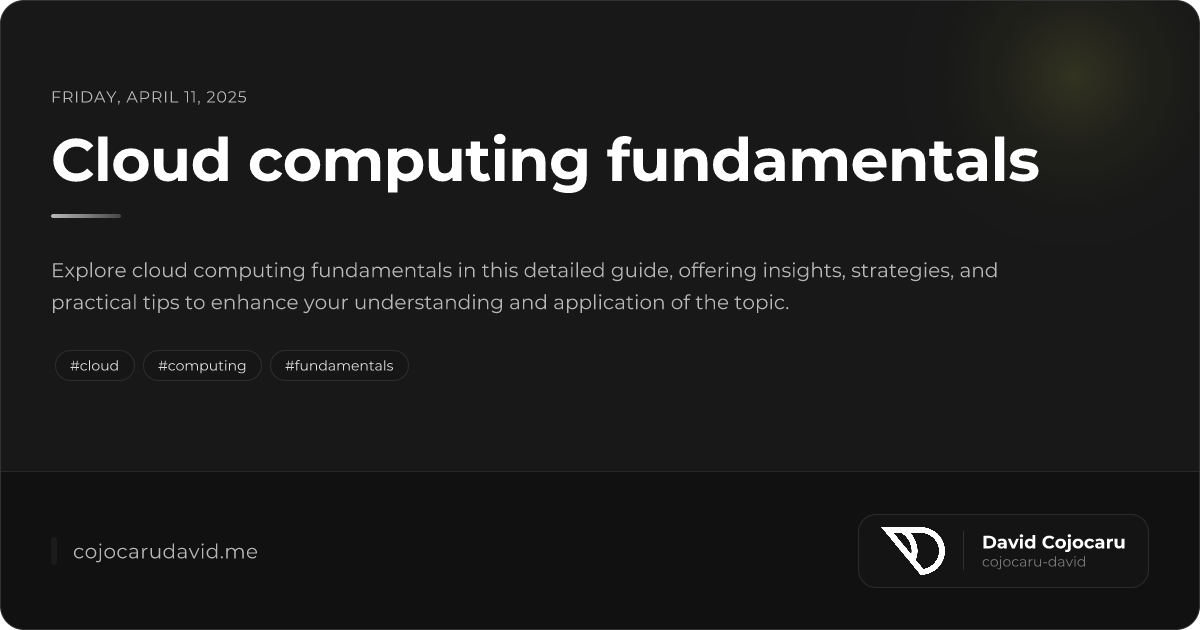 FRIDAY, APRIL 11, 2025
Cloud computing fundamentals
Explore cloud computing fundamentals in this detailed guide, offering insights, strategies, and
practical tips to enhance your understanding and application of the topic.
#cloud #computing #fundamentals
cojocarudavid.me
David Cojocaru
cojocaru-david